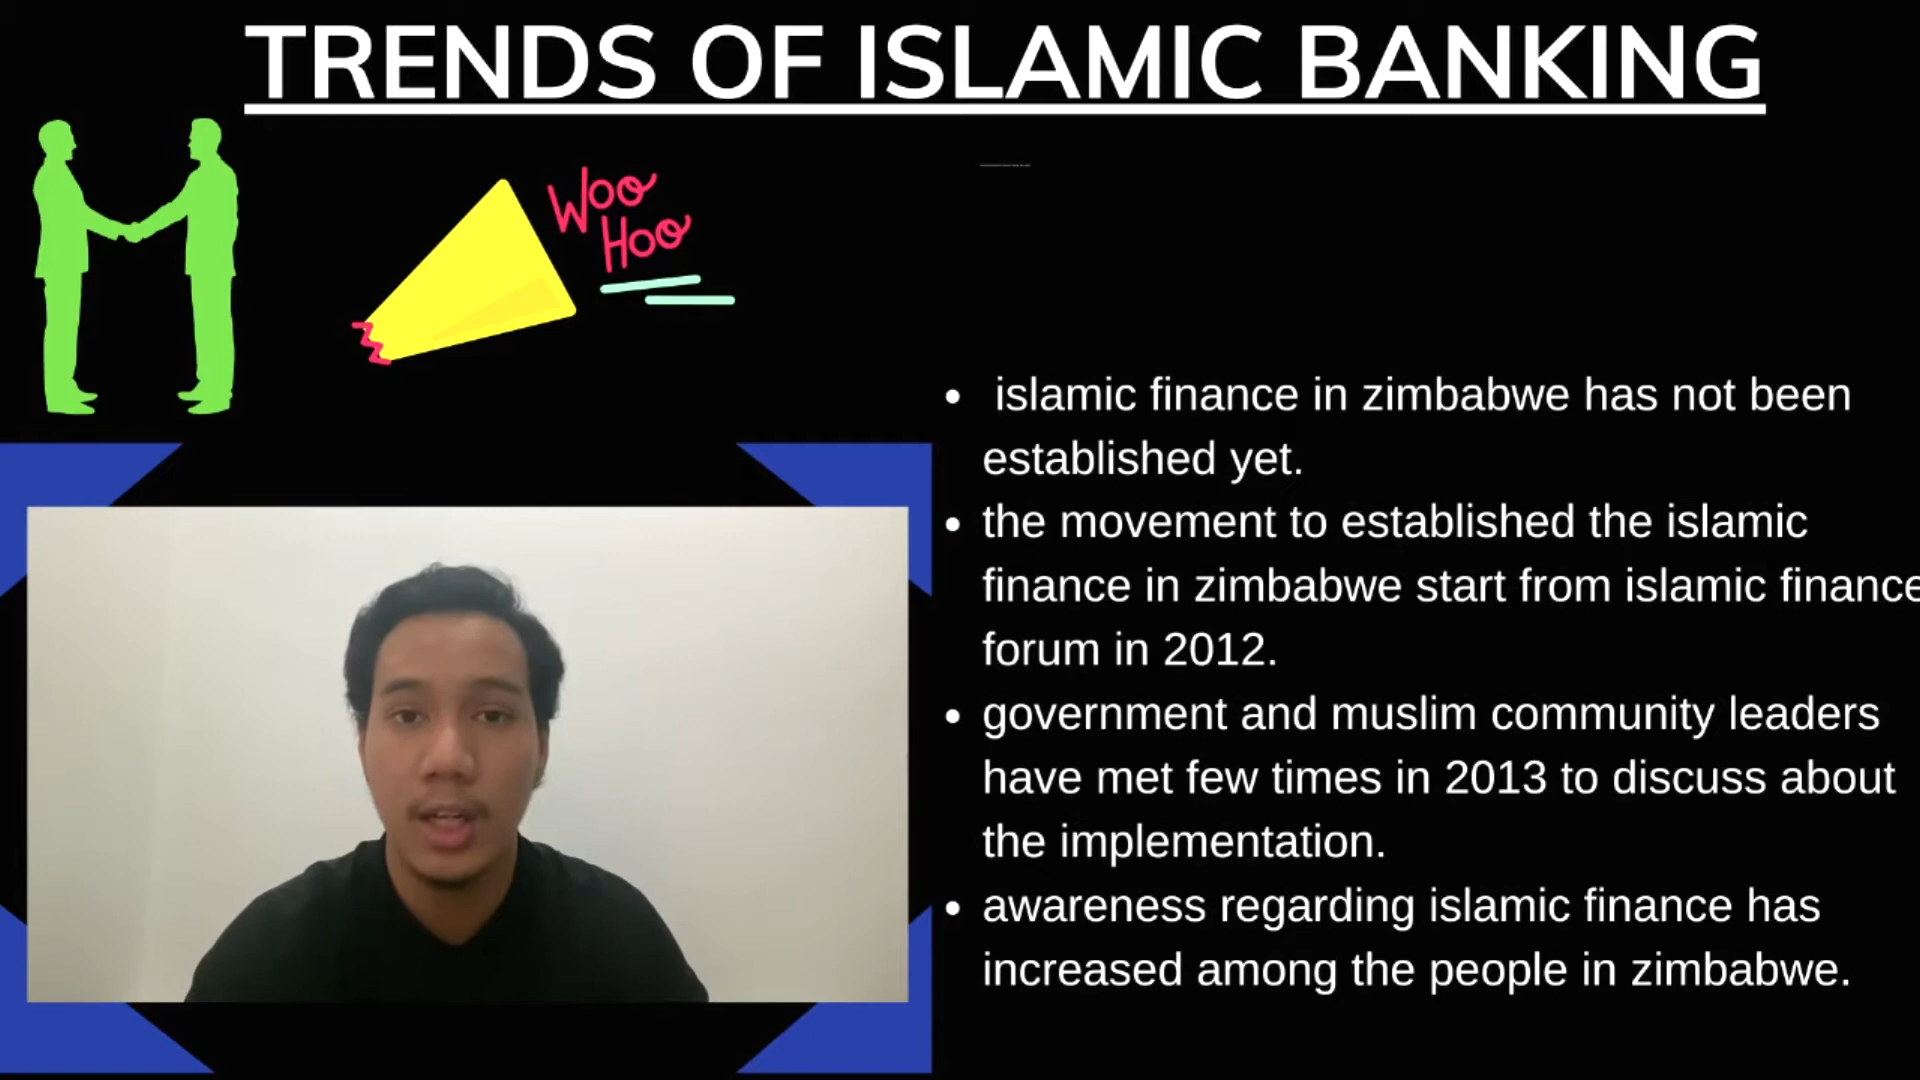 TRENDS OF ISLAMIC BANKING
Woo
Hoo
• islamic finance in zimbabwe has not been
established yet.
• the movement to established the islamic
finance in zimbabwe start from islamic finance
forum in 2012.
• government and muslim community leaders
have met few times in 2013 to discuss about
the implementation.
• awareness regarding islamic finance has
increased among the people in zimbabwe.